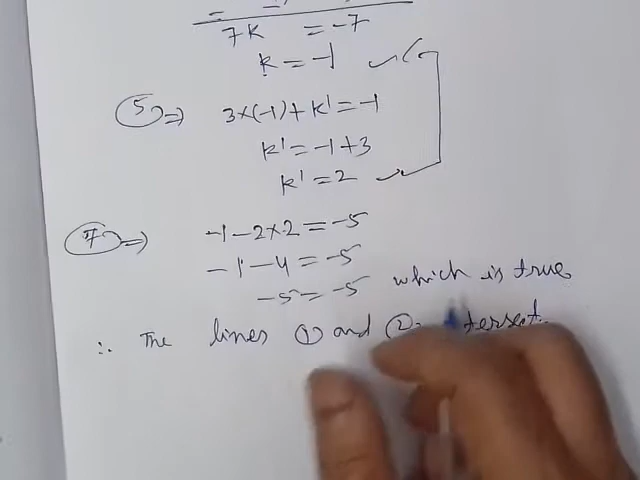 7k = -7
k = -1
⑤ => 3×(-1)+k' = -1
k' = -1+3
k' = 2
⑦ => -1-2×2 = -5
-1-4 = -5
-5 = -5 which is true
∴ The lines ① and ②